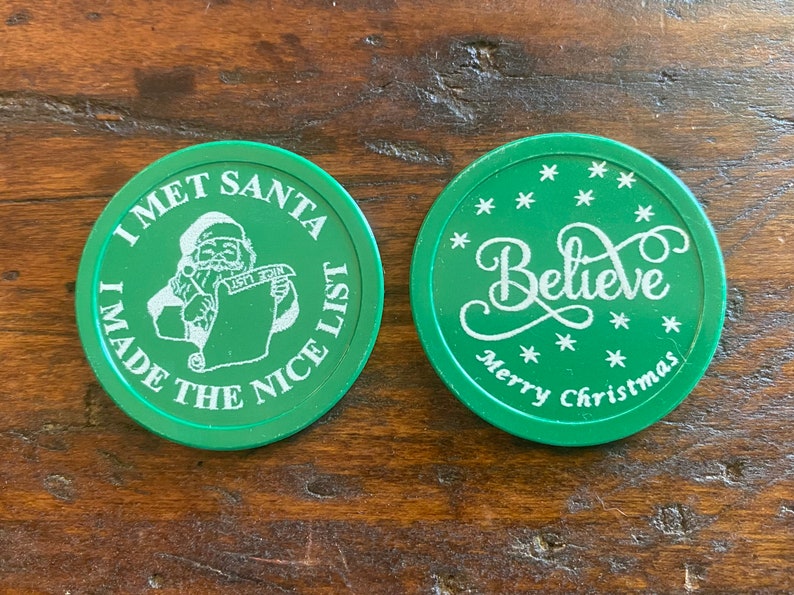 I MET SANTA
NICE LIST
I MADE THE NICE LIST
Believe
Merry Christmas